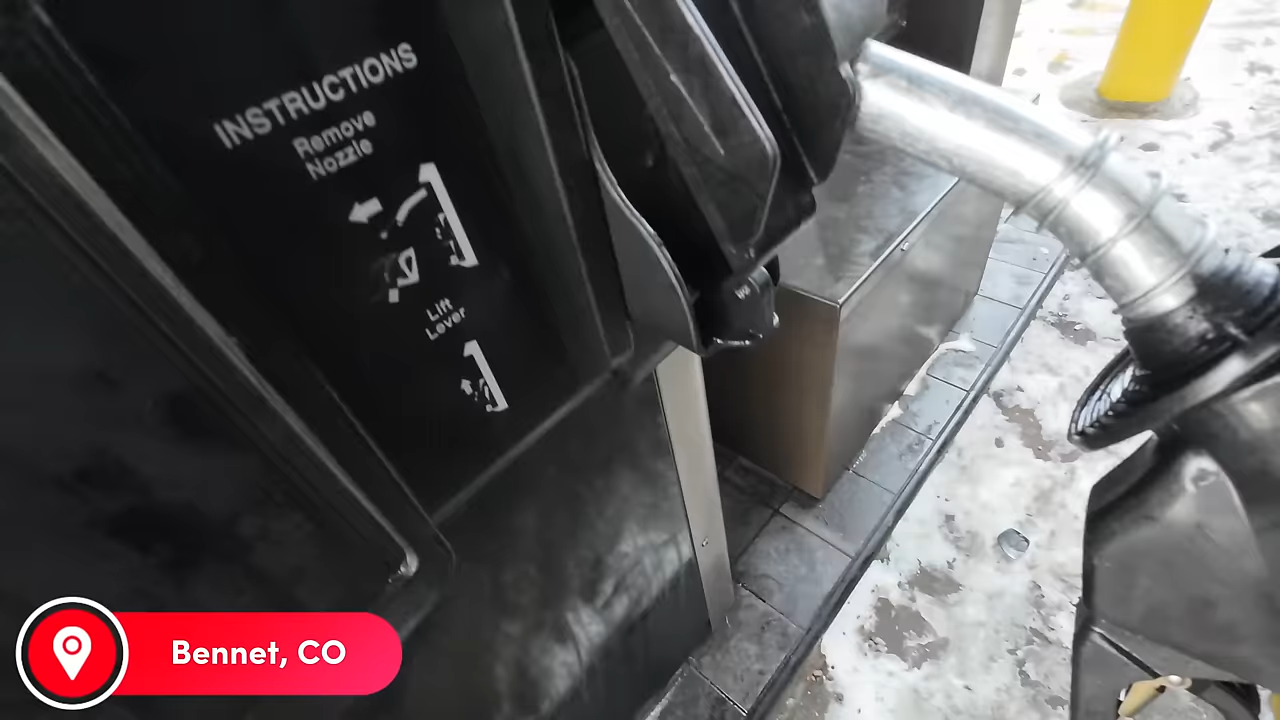 INSTRUCTIONS
Remove
Nozzle
Lift
Lever
Bennet, CO